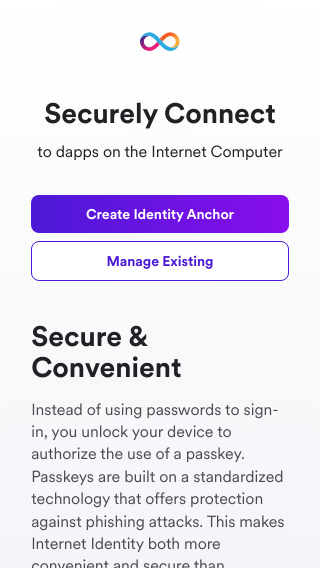 Securely Connect
to dapps on the Internet Computer
Create Identity Anchor
Manage Existing
Secure &
Convenient
Instead of using passwords to sign-
in, you unlock your device to
authorize the use of a passkey.
Passkeys are built on a standardized
technology that offers protection
against phishing attacks. This makes
Internet Identity both more
convenient and secure than